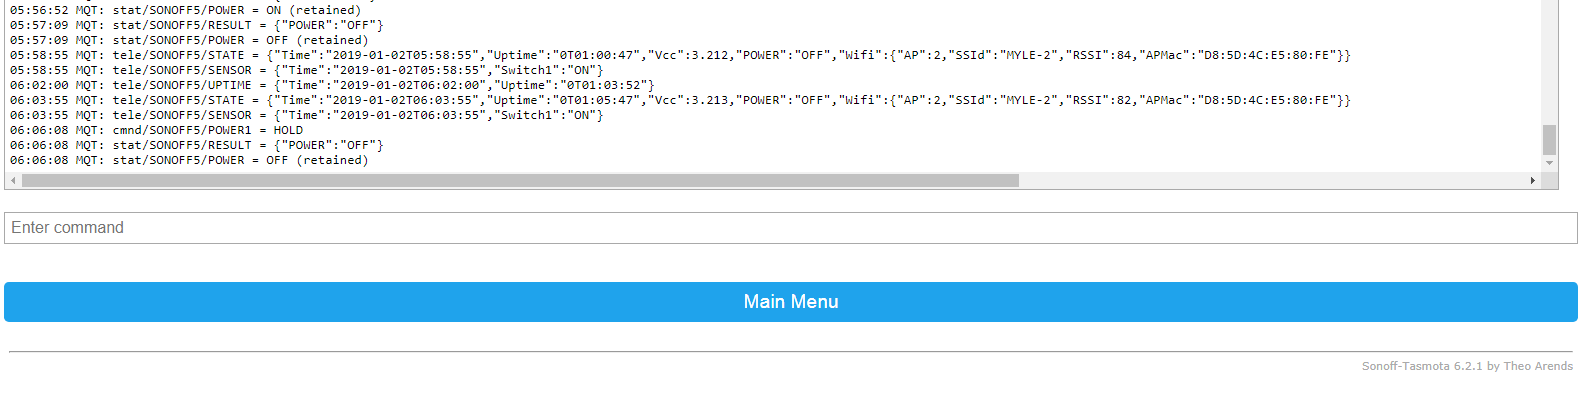 05:56:52 MQT: stat/SONOFF5/POWER = ON (retained)
05:57:09 MQT: stat/SONOFF5/RESULT = {"POWER":"OFF"}
05:57:09 MQT: stat/SONOFF5/POWER = OFF (retained)
05:58:55 MQT: tele/SONOFF5/STATE = {"Time":"2019-01-02T05:58:55","Uptime":"0T01:00:47","Vcc":3.212,"POWER":"OFF","Wifi":{"AP":2,"SSId":"MYLE-2","RSSI":84,"APMac":"D8:5D:4C:E5:80:FE"}}
05:58:55 MQT: tele/SONOFF5/SENSOR = {"Time":"2019-01-02T05:58:55","Switch1":"ON"}
06:02:00 MQT: tele/SONOFF5/UPTIME = {"Time":"2019-01-02T06:02:00","Uptime":"0T01:03:52"}
06:03:55 MQT: tele/SONOFF5/STATE = {"Time":"2019-01-02T06:03:55","Uptime":"0T01:05:47","Vcc":3.213,"POWER":"OFF","Wifi":{"AP":2,"SSId":"MYLE-2","RSSI":82,"APMac":"D8:5D:4C:E5:80:FE"}}
06:03:55 MQT: tele/SONOFF5/SENSOR = {"Time":"2019-01-02T06:03:55","Switch1":"ON"}
06:06:08 MQT: cmnd/SONOFF5/POWER1 = HOLD
06:06:08 MQT: stat/SONOFF5/RESULT = {"POWER":"OFF"}
06:06:08 MQT: stat/SONOFF5/POWER = OFF (retained)
Enter command
Main Menu
Sonoff-Tasmota 6.2.1 by Theo Arends